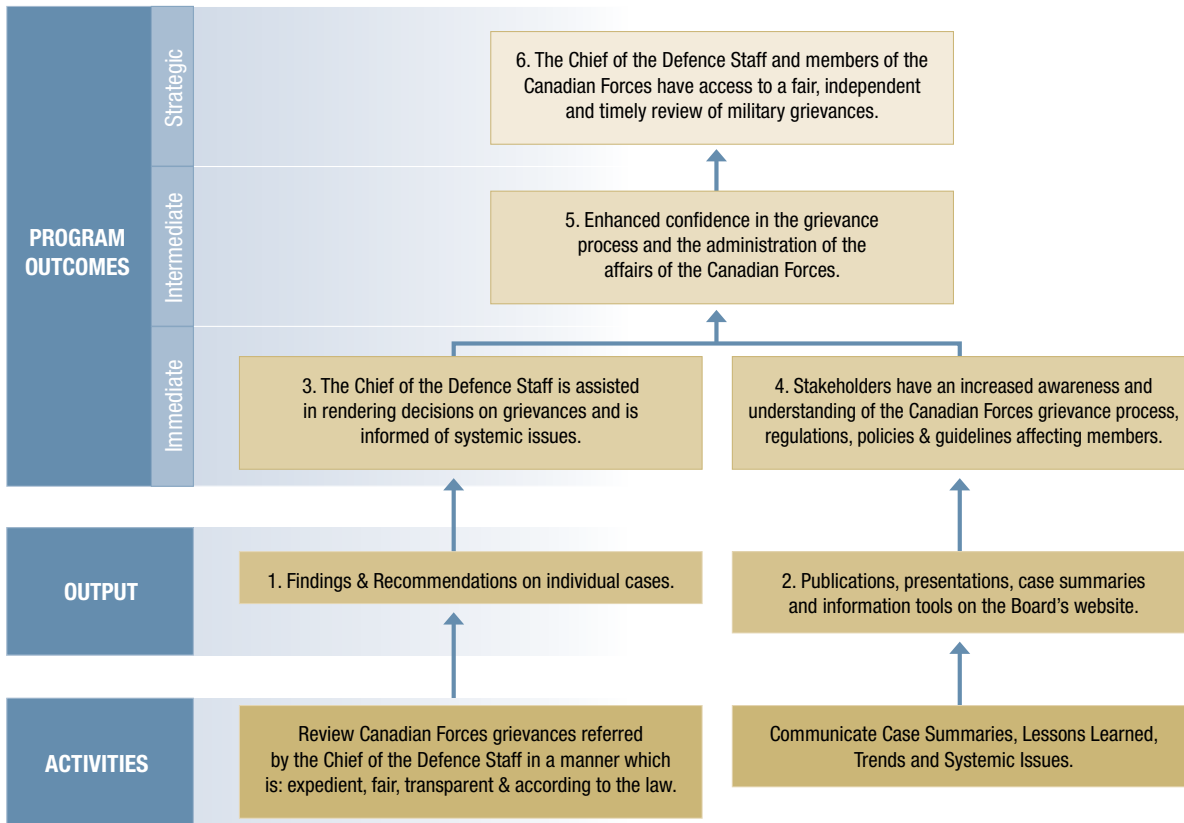 PROGRAM
OUTCOMES
Strategic
6. The Chief of the Defence Staff and members of the
Canadian Forces have access to a fair, independent
and timely review of military grievances.
Intermediate
5. Enhanced confidence in the grievance
process and the administration of the
affairs of the Canadian Forces.
Immediate
3. The Chief of the Defence Staff is assisted
in rendering decisions on grievances and is
informed of systemic issues.
4. Stakeholders have an increased awareness and
understanding of the Canadian Forces grievance process,
regulations, policies & guidelines affecting members.
OUTPUT
1. Findings & Recommendations on individual cases.
2. Publications, presentations, case summaries
and information tools on the Board’s website.
ACTIVITIES
Review Canadian Forces grievances referred
by the Chief of the Defence Staff in a manner which
is: expedient, fair, transparent & according to the law.
Communicate Case Summaries, Lessons Learned,
Trends and Systemic Issues.